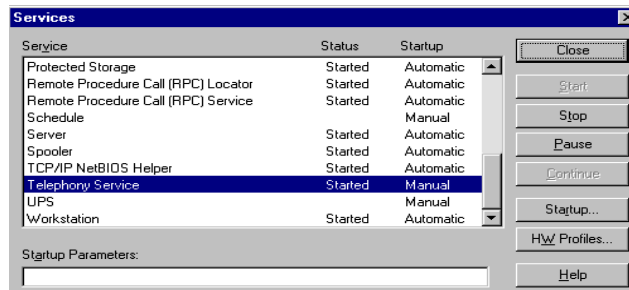 Services
Service Status Startup
Protected Storage Started Automatic
Remote Procedure Call (RPC) Locator Started Automatic
Remote Procedure Call (RPC) Service Started Automatic
Schedule Manual
Server Started Automatic
Spooler Started Automatic
TCP/IP NetBIOS Helper Started Automatic
Telephony Service Started Manual
UPS Manual
Workstation Started Automatic
Startup Parameters:
Close
Start
Stop
Pause
Continue
Startup...
HW Profiles...
Help